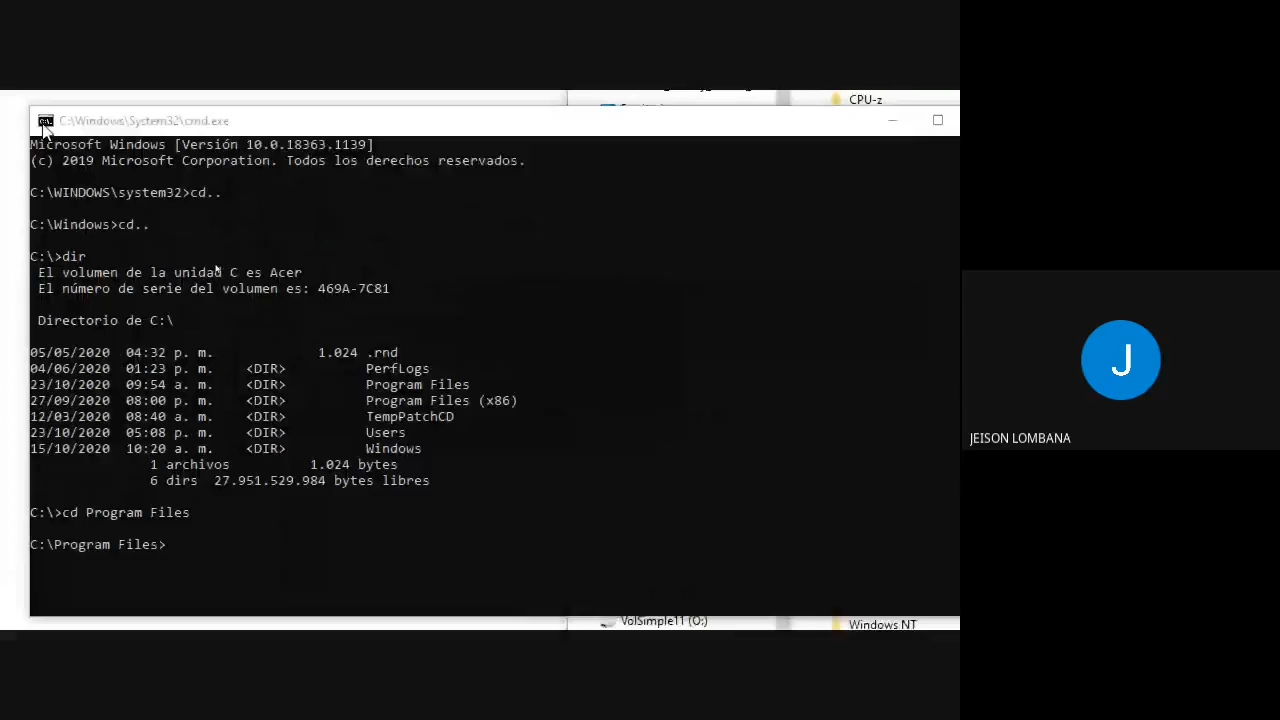 CPU-z
C:\Windows\System32\cmd.exe
Microsoft Windows [Versión 10.0.18363.1139]
(c) 2019 Microsoft Corporation. Todos los derechos reservados.
C:\WINDOWS\system32>cd..
C:\Windows>cd..
C:\>dir
El volumen de la unidad C es Acer
El número de serie del volumen es: 469A-7C81
Directorio de C:\
05/05/2020 04:32 p. m. 1.024 .rnd
04/06/2020 01:23 p. m. <DIR> PerfLogs
23/10/2020 09:54 a. m. <DIR> Program Files
27/09/2020 08:00 p. m. <DIR> Program Files (x86)
12/03/2020 08:40 a. m. <DIR> TempPatchCD
23/10/2020 05:08 p. m. <DIR> Users
15/10/2020 10:20 a. m. <DIR> Windows
1 archivos 1.024 bytes
6 dirs 27.951.529.984 bytes libres
C:\>cd Program Files
C:\Program Files>
VolSimple11 (O:)
Windows NT
J
JEISON LOMBANA